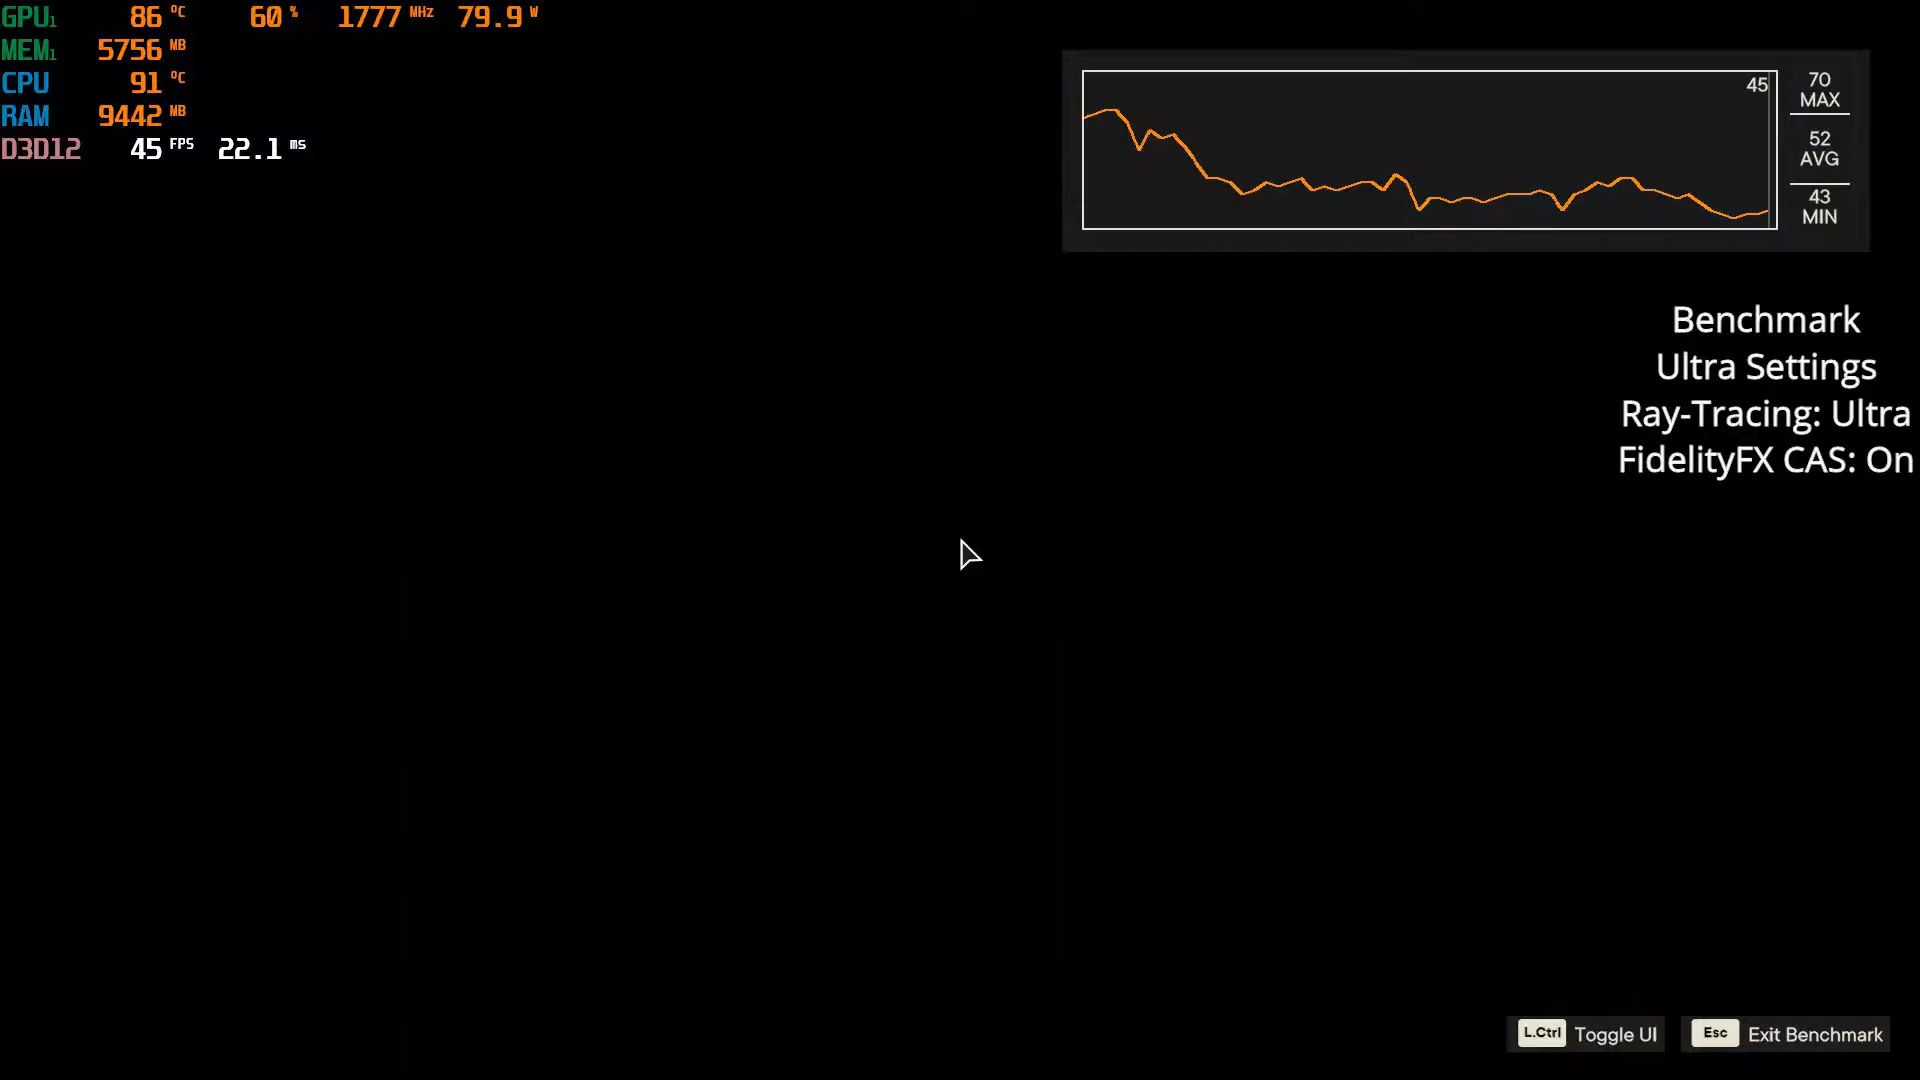 GPU1 86 °C 60 % 1777 MHz 79.9 W
MEM1 5756 MB
CPU 91 °C
RAM 9442 MB
D3D12 45 FPS 22.1 ms
45
70
MAX
52
AVG
43
MIN
Benchmark
Ultra Settings
Ray-Tracing: Ultra
FidelityFX CAS: On
L.Ctrl Toggle UI
Esc Exit Benchmark